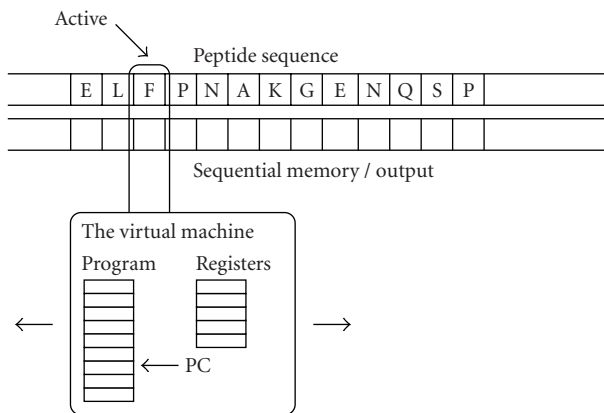 Active
Peptide sequence
E L F P N A K G E N Q S P
Sequential memory / output
The virtual machine
Program Registers
PC